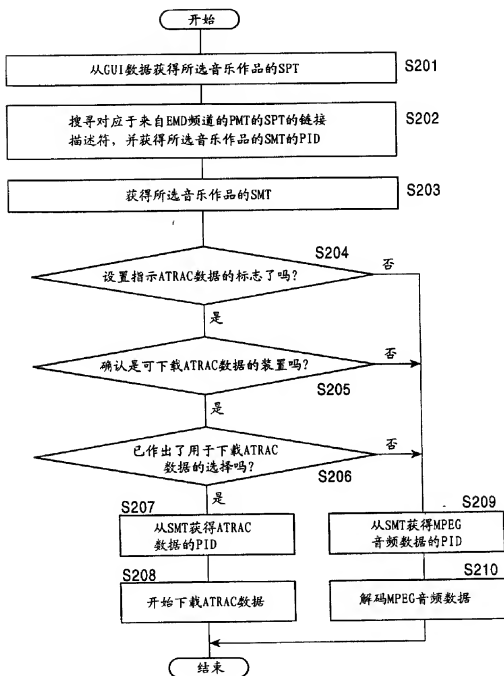 开始
从GUI数据获得所选音乐作品的SPT
S201
搜寻对应于来自EMD频道的PMT的SPT的链接
描述符，并获得所选音乐作品的SMT的PID
S202
获得所选音乐作品的SMT
S203
S204
设置指示ATRAC数据的标志了吗？
否
是
确认是可下载ATRAC数据的装置吗？
否
S205
是
已作出了用于下载ATRAC
数据的选择吗？
否
S206
是
S207
从SMT获得ATRAC
数据的PID
S209
从SMT获得MPEG
音频数据的PID
S208
开始下载ATRAC数据
S210
解码MPEG音频数据
结束